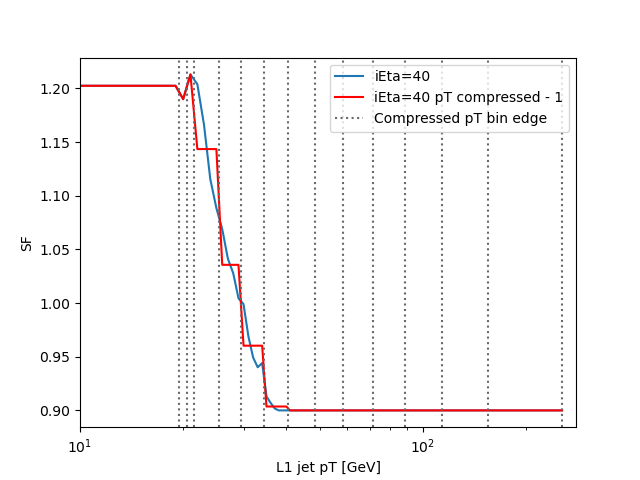 iEta=40
iEta=40 pT compressed - 1
Compressed pT bin edge
1.20
1.15
1.10
1.05
1.00
0.95
0.90
SF
10¹
10²
L1 jet pT [GeV]